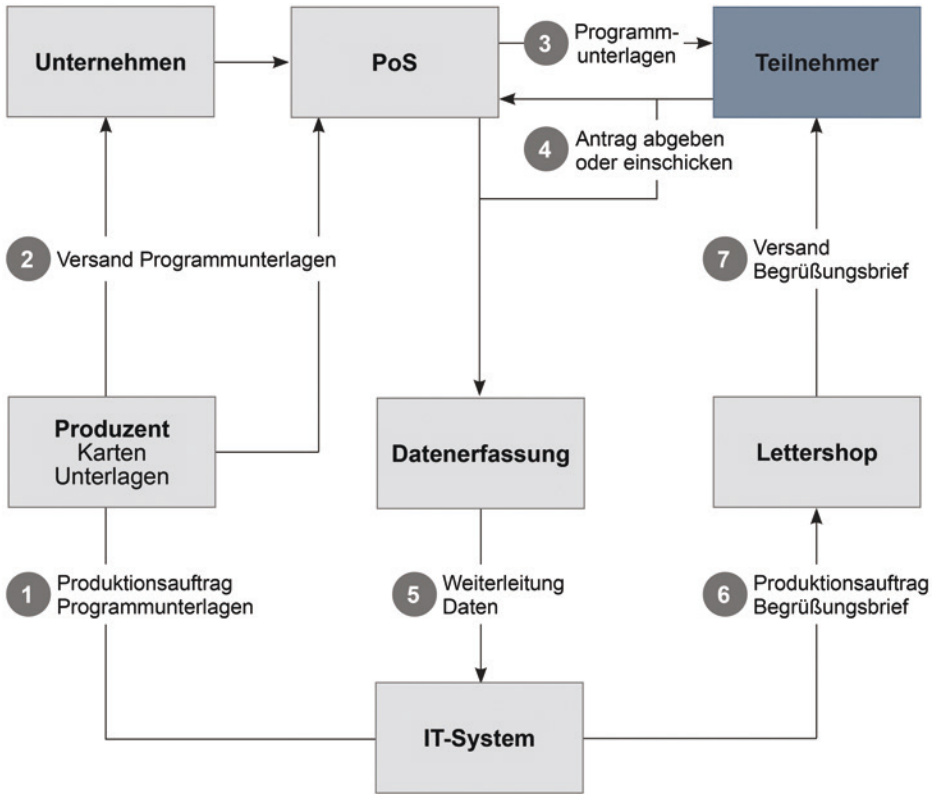 Unternehmen
PoS
3
Programm-
unterlagen
Teilnehmer
4
Antrag abgeben
oder einschicken
2
Versand Programmunterlagen
7
Versand
Begrüßungsbrief
Produzent
Karten
Unterlagen
Datenerfassung
Lettershop
1
Produktionsauftrag
Programmunterlagen
5
Weiterleitung
Daten
6
Produktionsauftrag
Begrüßungsbrief
IT-System